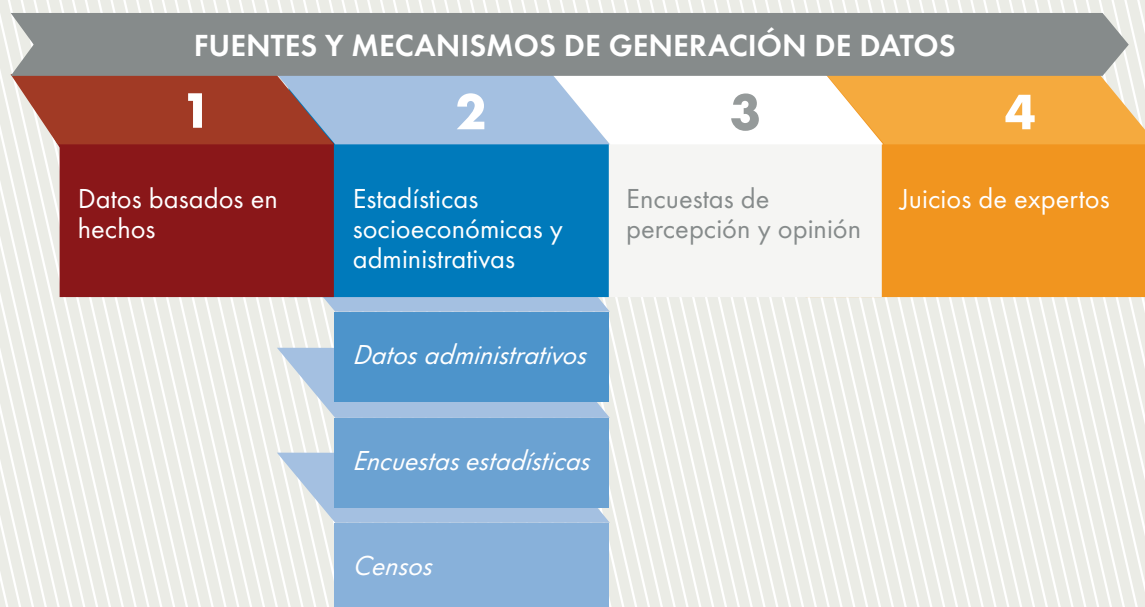 FUENTES Y MECANISMOS DE GENERACIÓN DE DATOS
1
Datos basados en
hechos
2
Estadísticas
socioeconómicas y
administrativas
Datos administrativos
Encuestas estadísticas
Censos
3
Encuestas de
percepción y opinión
4
Juicios de expertos